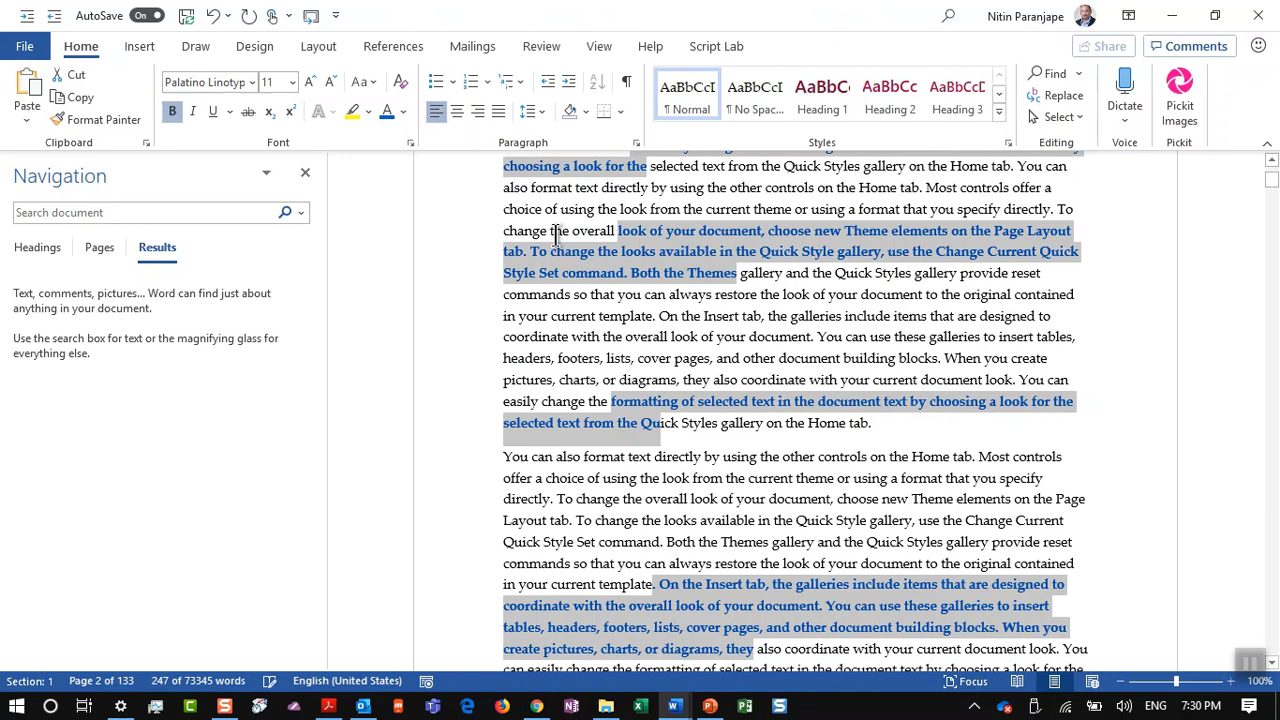 AutoSave On Nitin Paranjape
File Home Insert Draw Design Layout References Mailings Review View Help Script Lab Share Comments
Paste Cut Copy Format Painter Clipboard
Palatino Linotyp 11 Aa Font
Paragraph
AaBbCcI AaBbCcI AaBbCc AaBbCcI AaBbCcD
¶ Normal ¶ No Spac... Heading 1 Heading 2 Heading 3
Styles
Find Replace Select Editing
Dictate Voice
Pickit Images Pickit
Navigation
Search document
Headings Pages Results
Text, comments, pictures... Word can find just about
anything in your document.
Use the search box for text or the magnifying glass for
everything else.
choosing a look for the selected text from the Quick Styles gallery on the Home tab. You can
also format text directly by using the other controls on the Home tab. Most controls offer a
choice of using the look from the current theme or using a format that you specify directly. To
change the overall look of your document, choose new Theme elements on the Page Layout
tab. To change the looks available in the Quick Style gallery, use the Change Current Quick
Style Set command. Both the Themes gallery and the Quick Styles gallery provide reset
commands so that you can always restore the look of your document to the original contained
in your current template. On the Insert tab, the galleries include items that are designed to
coordinate with the overall look of your document. You can use these galleries to insert tables,
headers, footers, lists, cover pages, and other document building blocks. When you create
pictures, charts, or diagrams, they also coordinate with your current document look. You can
easily change the formatting of selected text in the document text by choosing a look for the
selected text from the Quick Styles gallery on the Home tab.
You can also format text directly by using the other controls on the Home tab. Most controls
offer a choice of using the look from the current theme or using a format that you specify
directly. To change the overall look of your document, choose new Theme elements on the Page
Layout tab. To change the looks available in the Quick Style gallery, use the Change Current
Quick Style Set command. Both the Themes gallery and the Quick Styles gallery provide reset
commands so that you can always restore the look of your document to the original contained
in your current template. On the Insert tab, the galleries include items that are designed to
coordinate with the overall look of your document. You can use these galleries to insert
tables, headers, footers, lists, cover pages, and other document building blocks. When you
create pictures, charts, or diagrams, they also coordinate with your current document look. You
can easily change the formatting of selected text in the document text by choosing a look for the
Section: 1 Page 2 of 133 247 of 73345 words English (United States) Focus 100%
ENG 7:30 PM